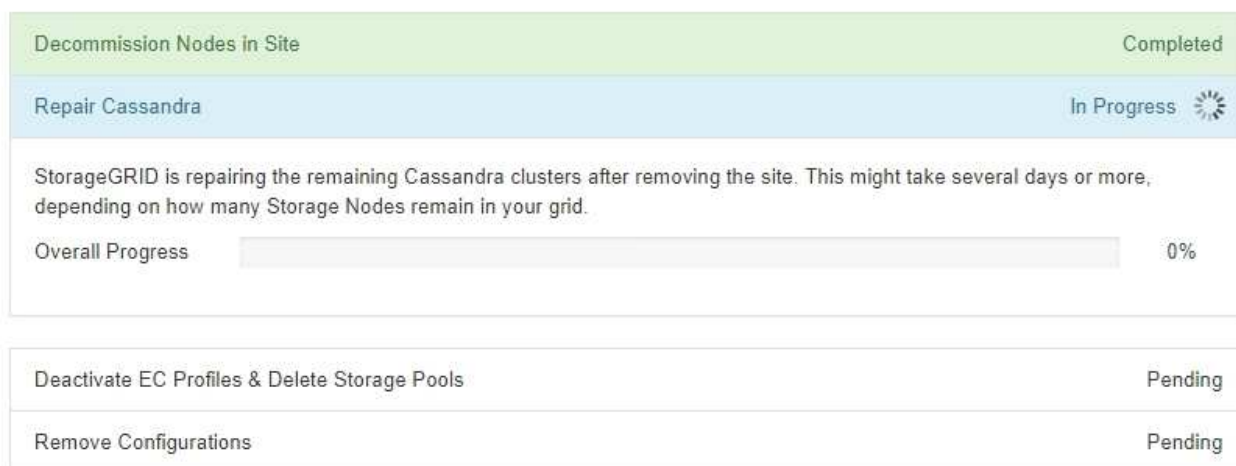 Decommission Nodes in Site Completed
Repair Cassandra In Progress
StorageGRID is repairing the remaining Cassandra clusters after removing the site. This might take several days or more,
depending on how many Storage Nodes remain in your grid.
Overall Progress 0%
Deactivate EC Profiles & Delete Storage Pools Pending
Remove Configurations Pending